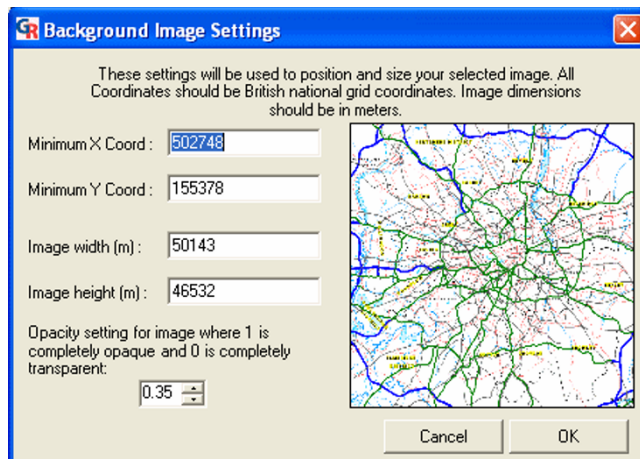 GR Background Image Settings
These settings will be used to position and size your selected image. All
Coordinates should be British national grid coordinates. Image dimensions
should be in meters.
Minimum X Coord : 502748
Minimum Y Coord : 155378
Image width (m) : 50143
Image height (m) : 46532
Opacity setting for image where 1 is
completely opaque and 0 is completely
transparent:
0.35
Cancel OK